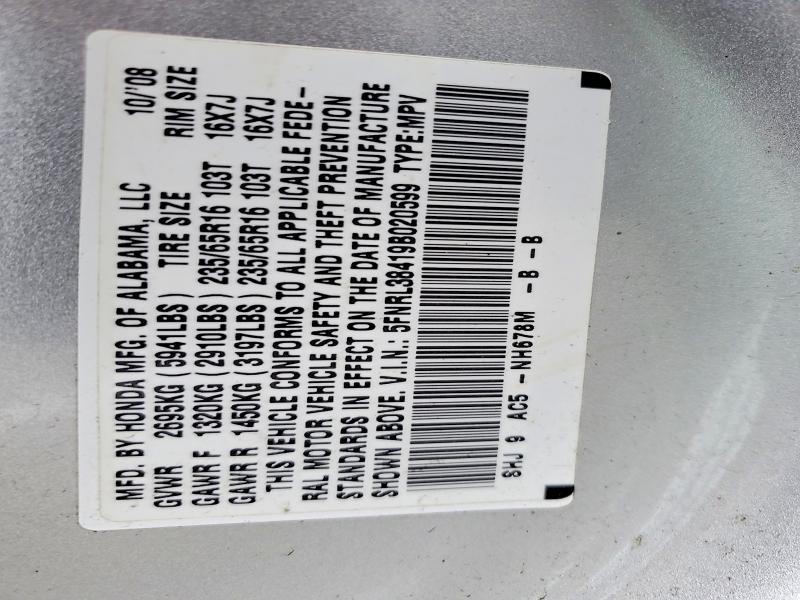 MFD. BY HONDA MFG. OF ALABAMA, LLC 10/'08
GVWR 2695KG (5941LBS) TIRE SIZE RIM SIZE
GAWR F 1320KG (2910LBS) 235/65R16 103T 16X7J
GAWR R 1450KG (3197LBS) 235/65R16 103T 16X7J
THIS VEHICLE CONFORMS TO ALL APPLICABLE FEDE-
RAL MOTOR VEHICLE SAFETY AND THEFT PREVENTION
STANDARDS IN EFFECT ON THE DATE OF MANUFACTURE
SHOWN ABOVE. V.I.N.: 5FNRL38419B020599 TYPE:MPV
SHJ 9 AC5 -NH678M - B - B